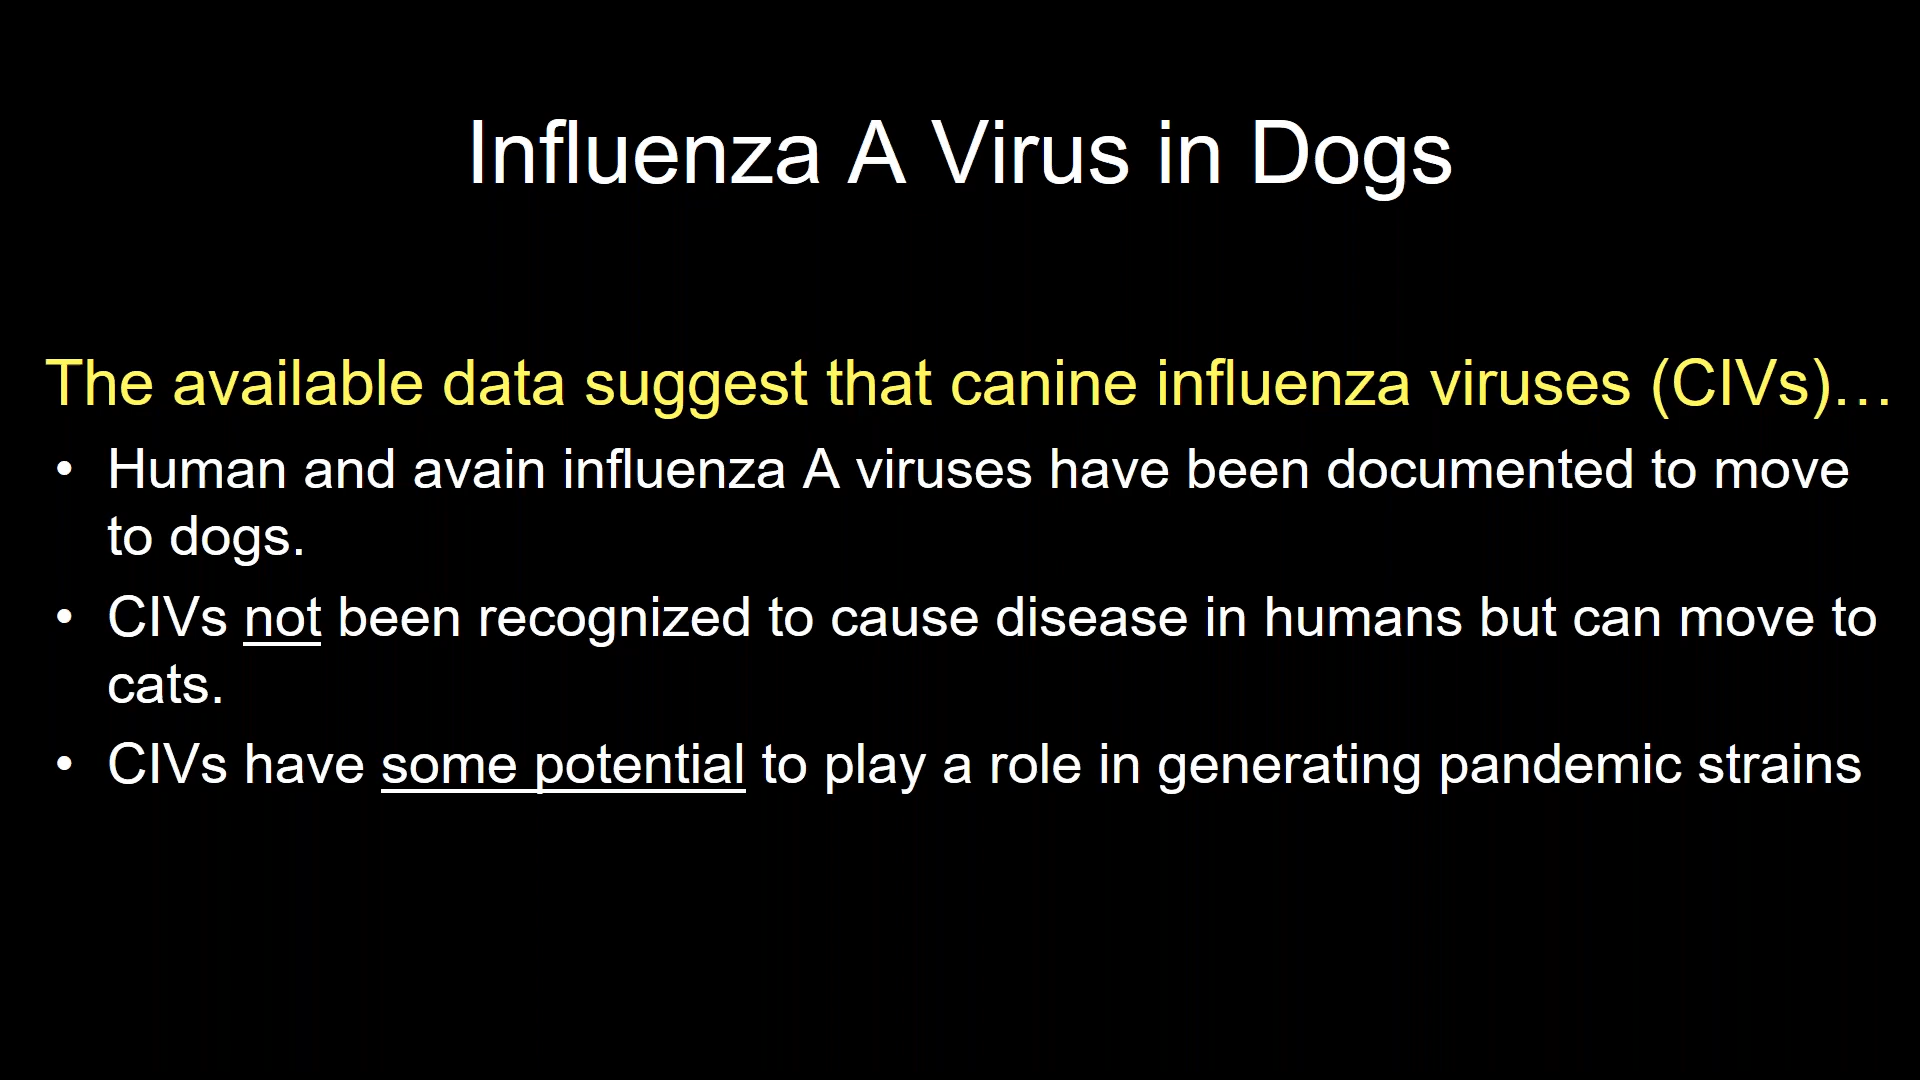 Influenza A Virus in Dogs
The available data suggest that canine influenza viruses (CIVs)…
• Human and avain influenza A viruses have been documented to move
to dogs.
• CIVs not been recognized to cause disease in humans but can move to
cats.
• CIVs have some potential to play a role in generating pandemic strains